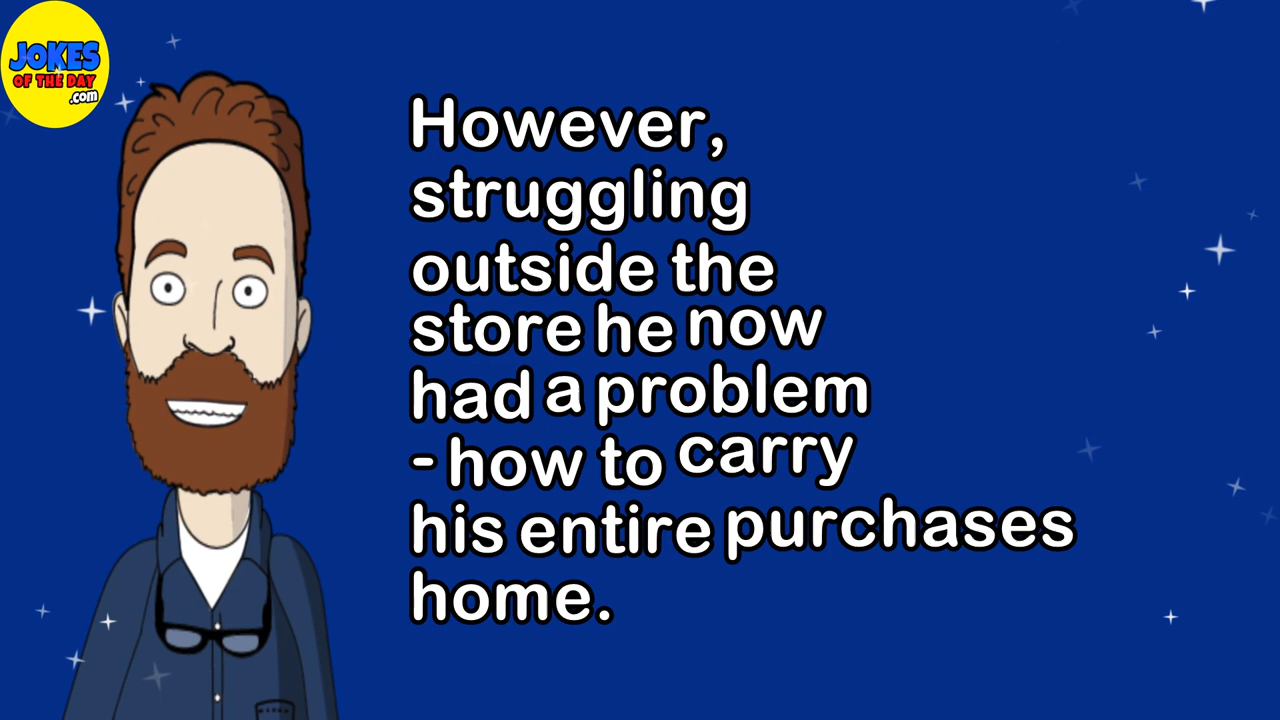 JOKES
OF THE DAY
.com
However,
struggling
outside the
store he now
had a problem
- how to carry
his entire purchases
home.